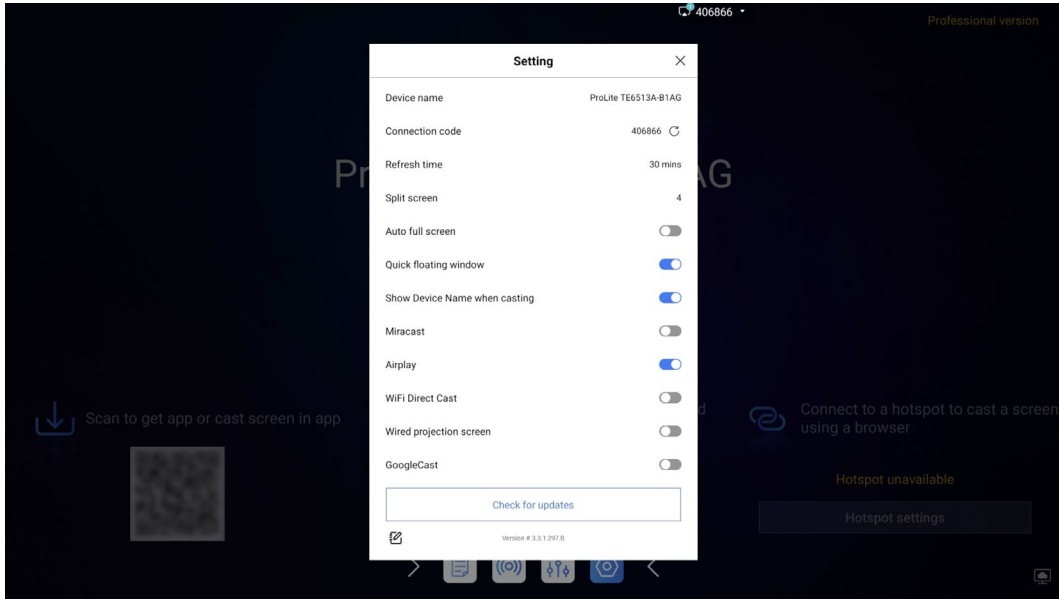 406866
Professional version
Setting
Device name ProLite TE6513A-B1AG
Connection code 406866
Refresh time 30 mins
Split screen 4
Auto full screen
Quick floating window
Show Device Name when casting
Miracast
Airplay
WiFi Direct Cast
Wired projection screen
GoogleCast
Check for updates
Version # 3.3.1.297.B
Scan to get app or cast screen in app
Connect to a hotspot to cast a screen
using a browser
Hotspot unavailable
Hotspot settings